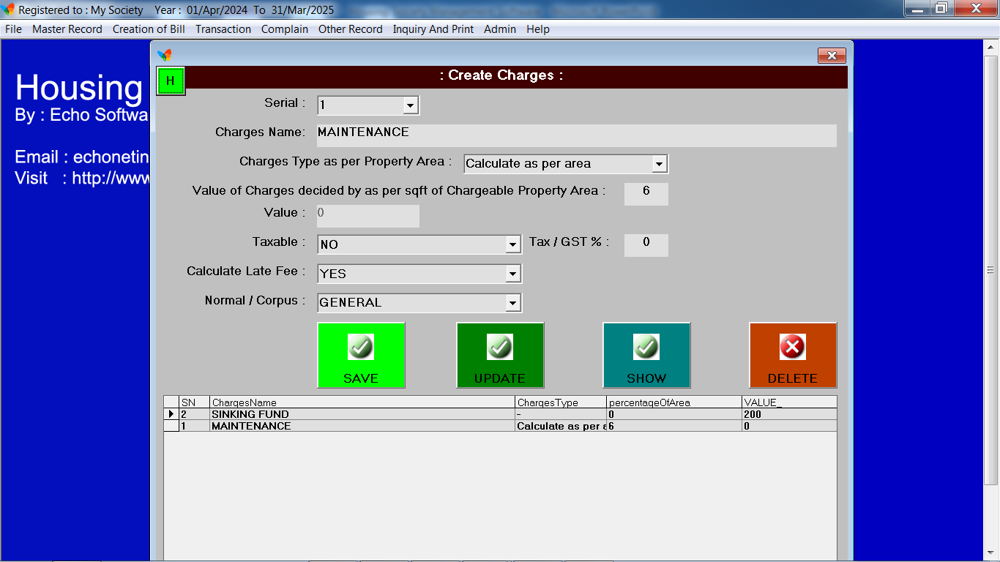 Registered to : My Society Year : 01/Apr/2024 To 31/Mar/2025
File Master Record Creation of Bill Transaction Complain Other Record Inquiry And Print Admin Help
Housing
By : Echo Softwa
Email : echonetin
Visit : http://www
H
: Create Charges :
Serial : 1
Charges Name: MAINTENANCE
Charges Type as per Property Area : Calculate as per area
Value of Charges decided by as per sqft of Chargeable Property Area : 6
Value : 0
Taxable : NO Tax / GST % : 0
Calculate Late Fee : YES
Normal / Corpus : GENERAL
SAVE UPDATE SHOW DELETE
SN ChargesName ChargesType percentageOfArea VALUE_
2 SINKING FUND - 0 200
1 MAINTENANCE Calculate as per a 6 0